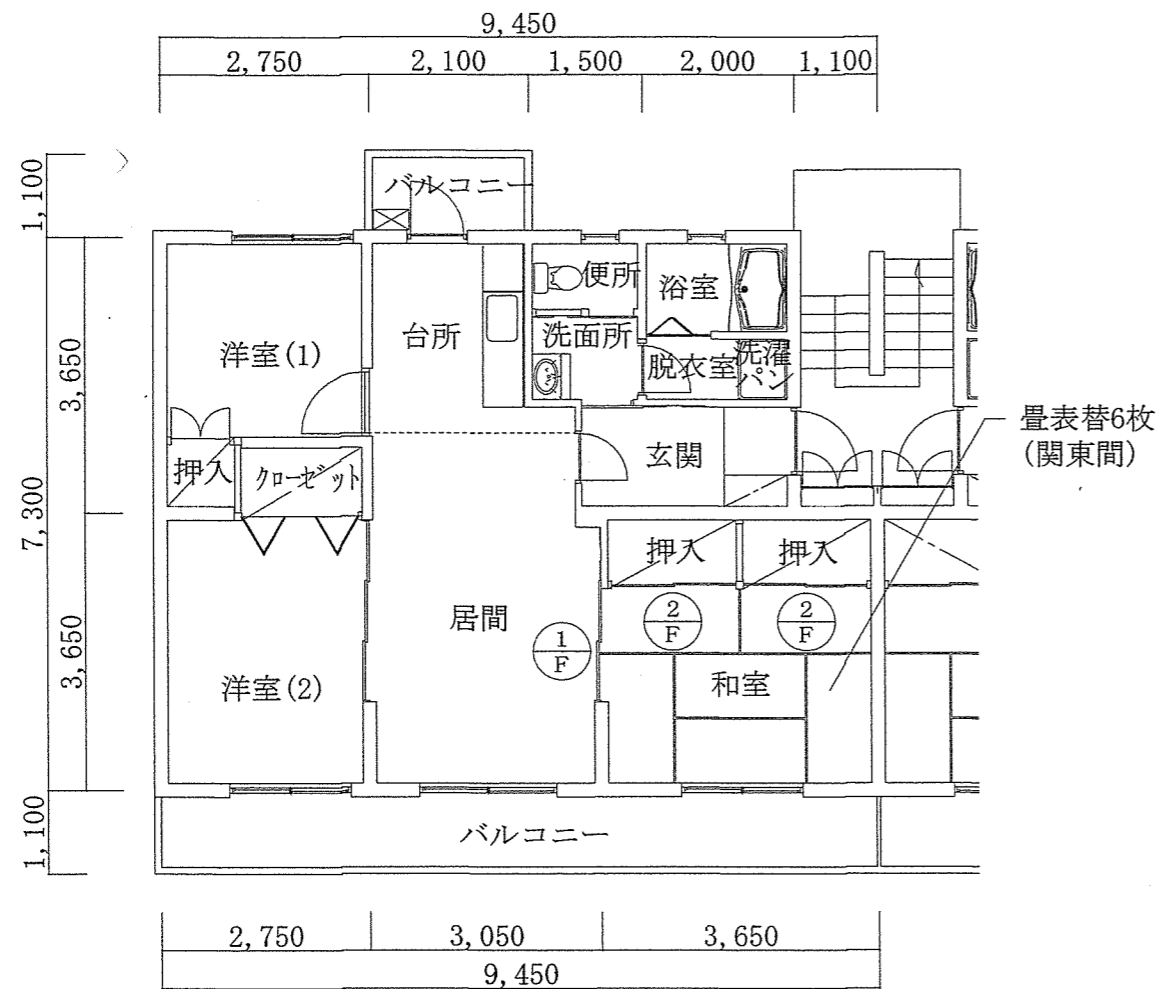 9,450
2,750
2,100
1,500
2,000
1,100
1,100
3,650
7,300
3,650
1,100
バルコニー
便所
浴室
台所
洗面所
洋室(1)
脱衣室
洗濯
パン
玄関
畳表替6枚
(関東間)
押入
クローゼット
押入
押入
居間
2
F
2
F
1
F
洋室(2)
和室
バルコニー
2,750
3,050
3,650
9,450